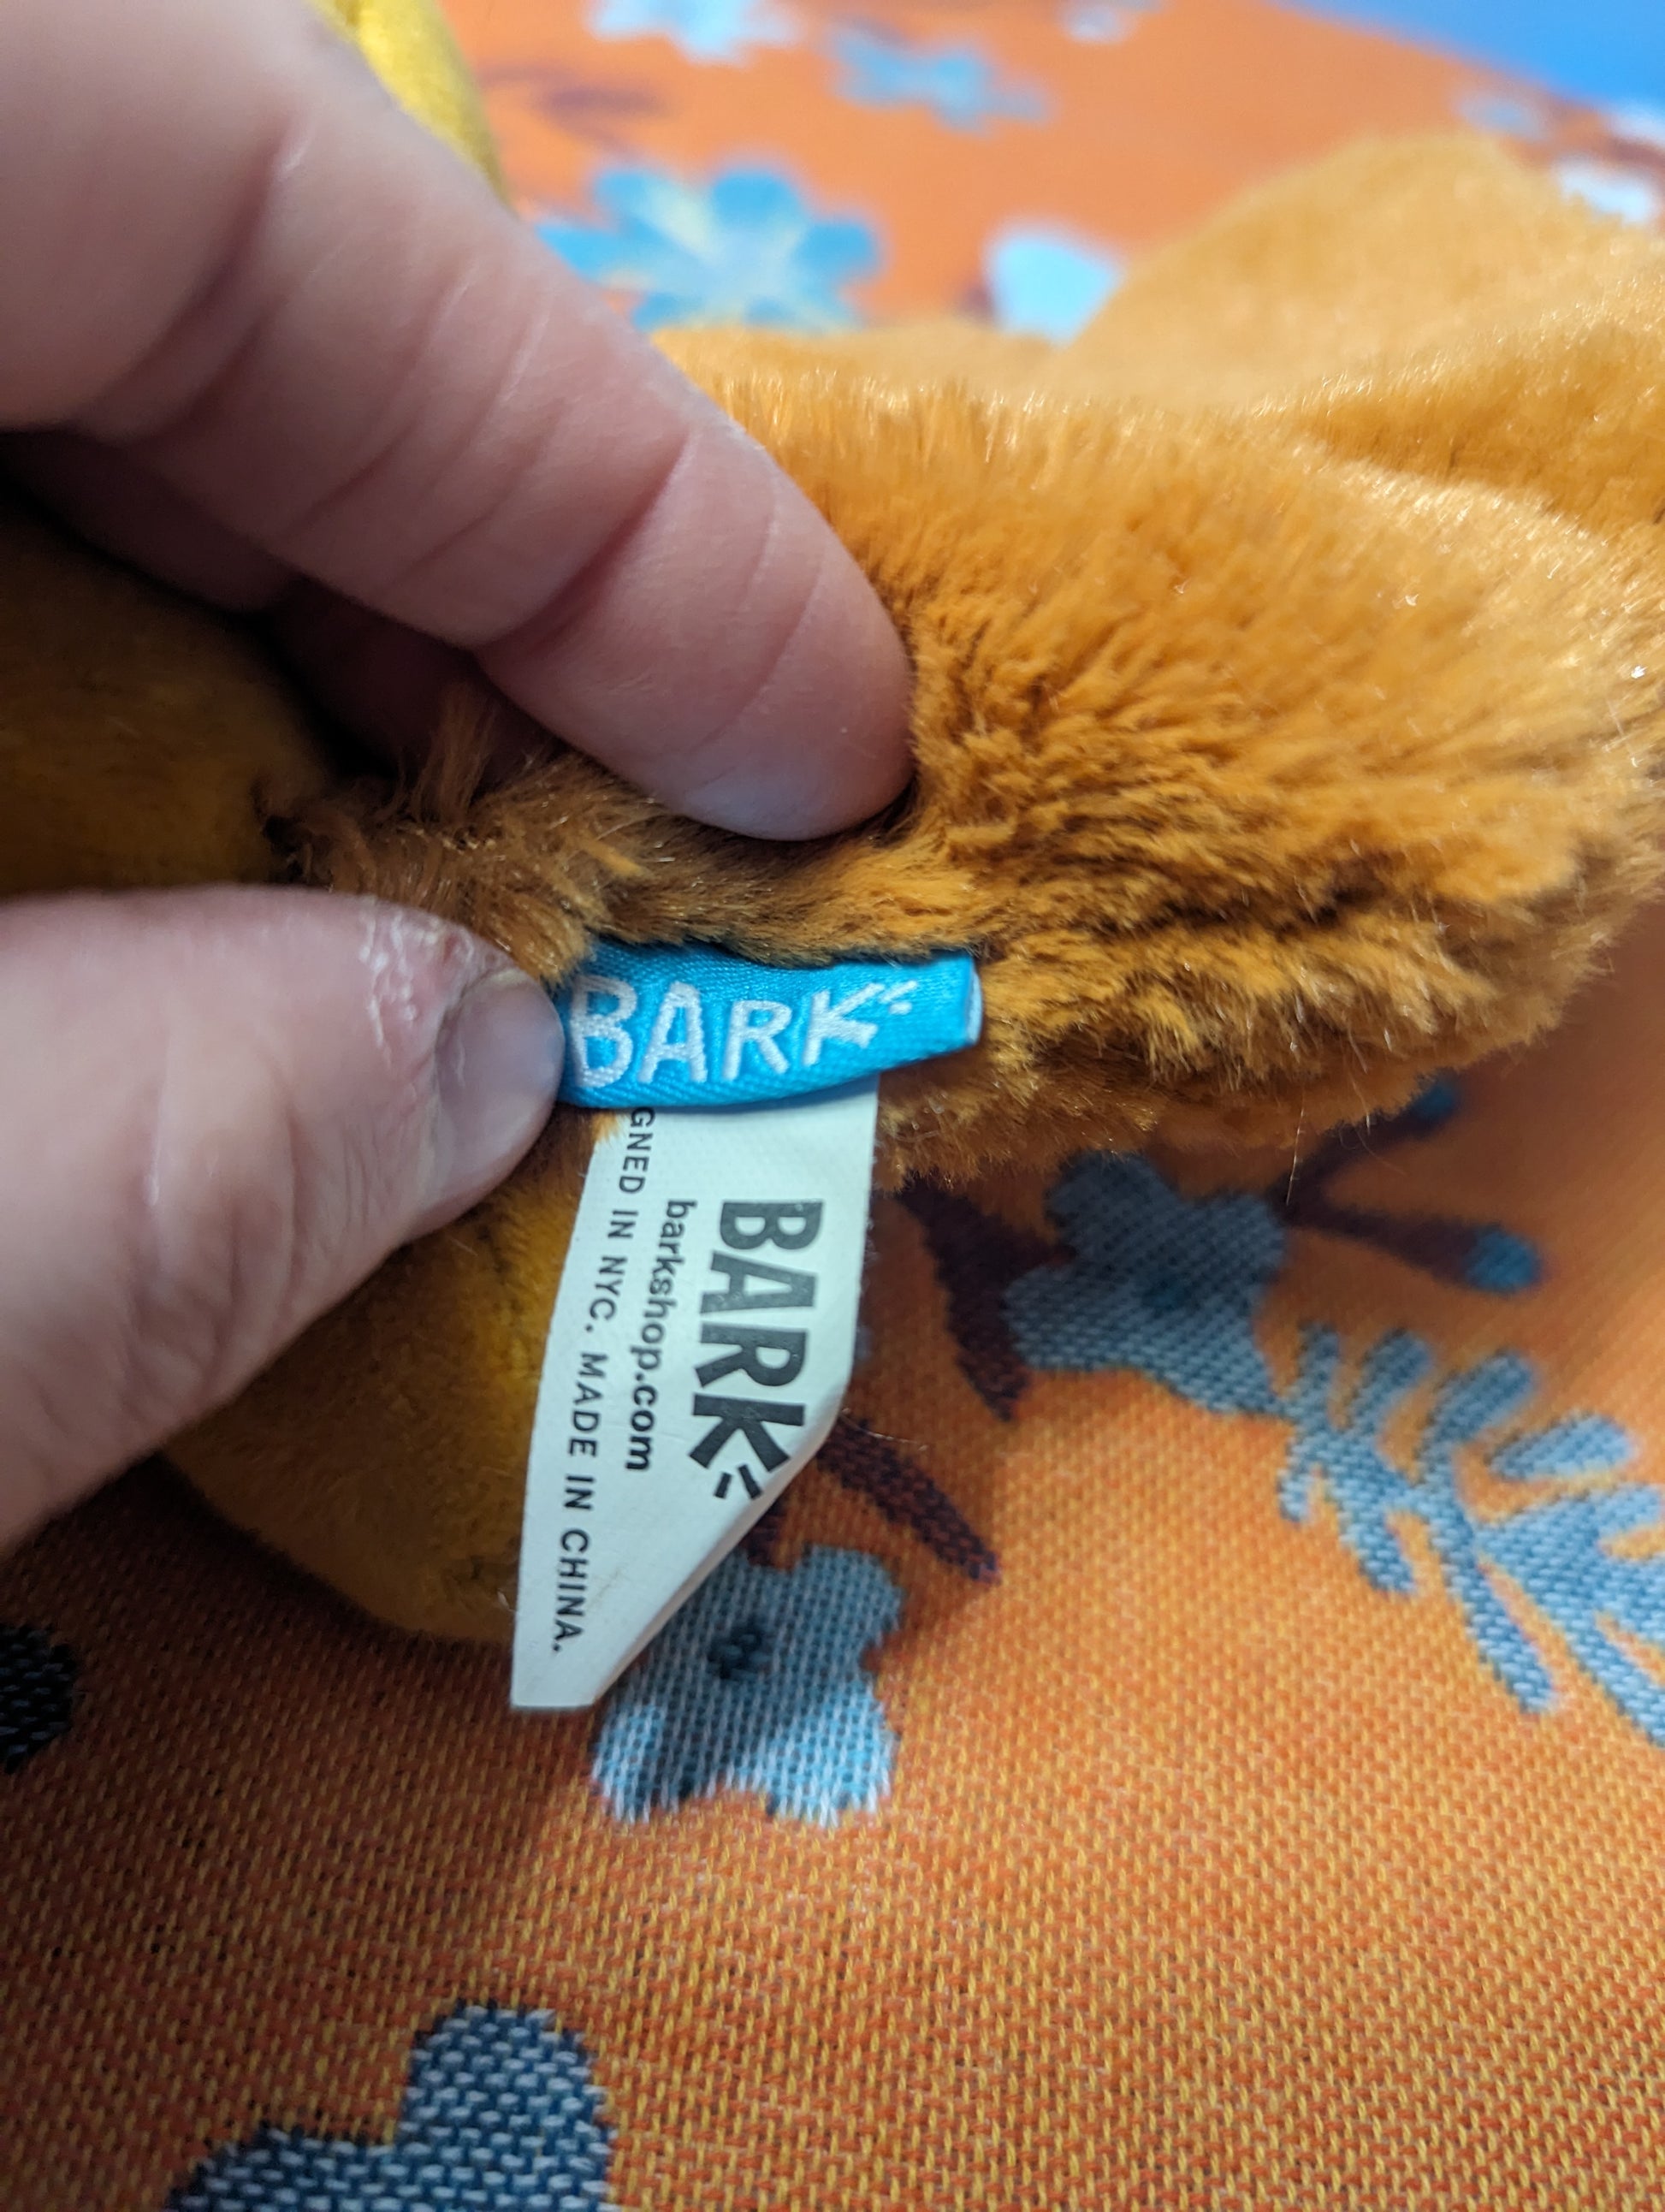 BARK
BARK
barkshop.com
GNED IN NYC. MADE IN CHINA.